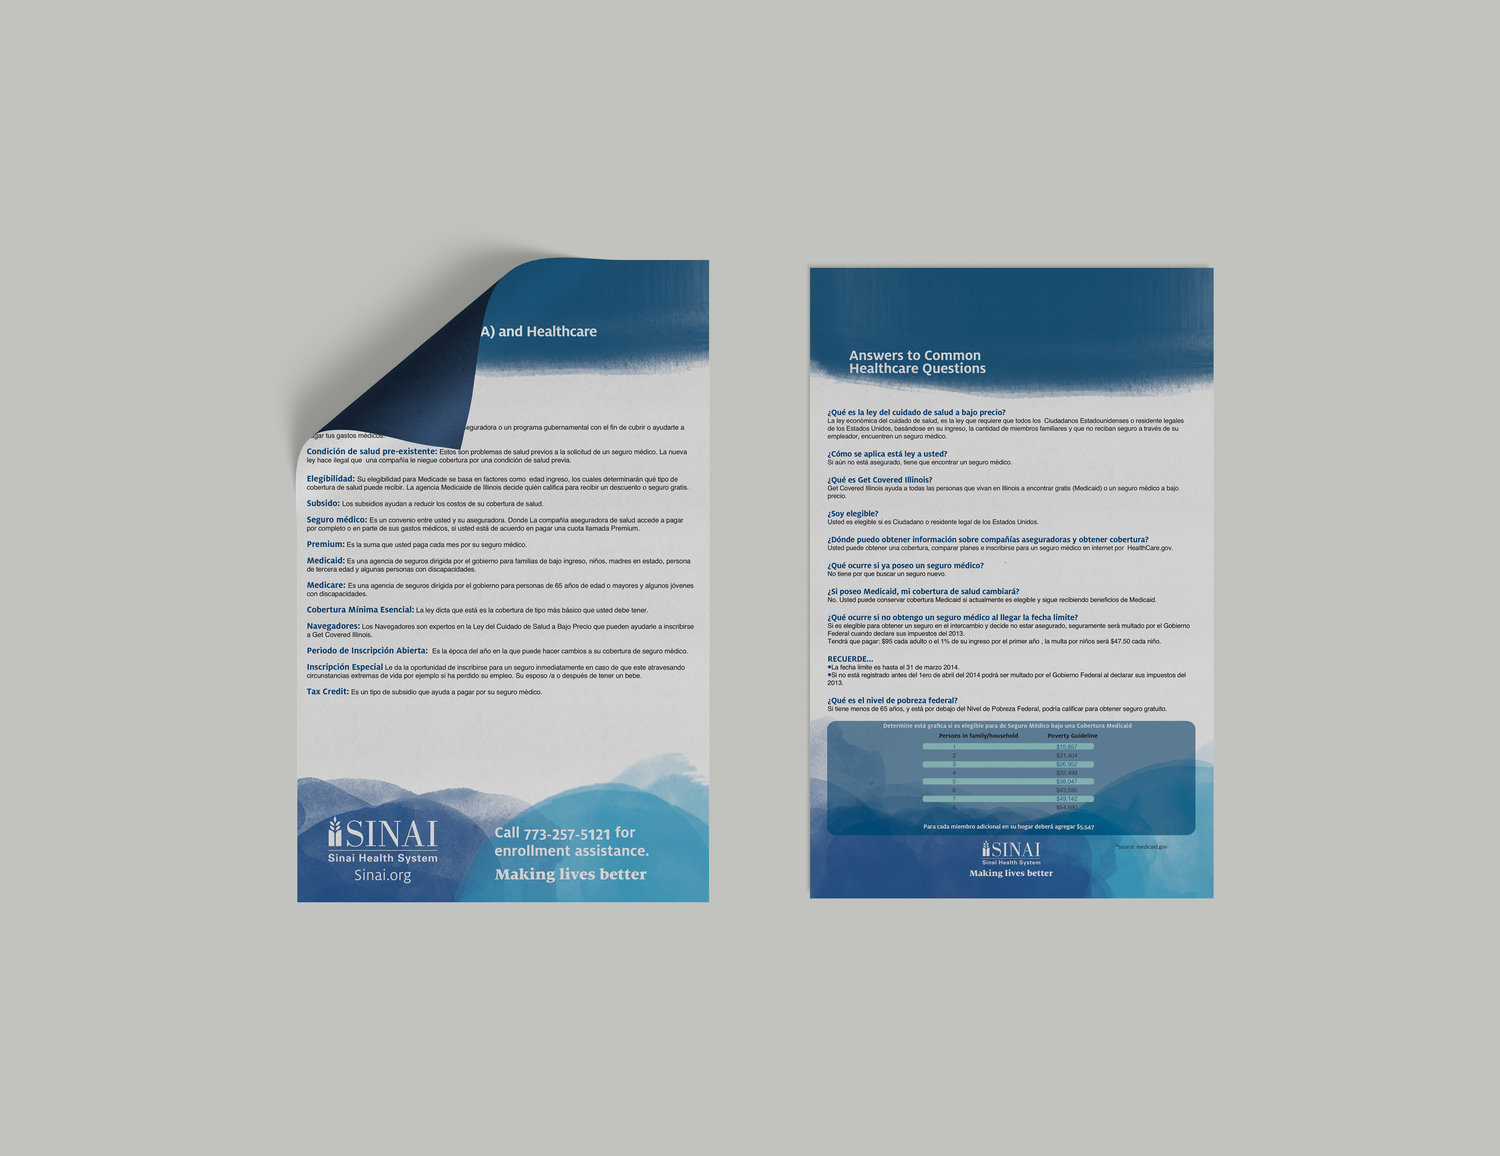 A) and Healthcare
eguradora o un programa gubernamental con el fin de cubrir o ayudarte a
tus gastos médicos.
Condición de salud pre-existente: Estos son problemas de salud previos a la solicitud de un seguro médico. La nueva
ley hace ilegal que una compañía le niegue cobertura por una condición de salud previa.
Elegibilidad: Su elegibilidad para Medicade se basa en factores como edad ingreso, los cuales determinarán qué tipo de
cobertura de salud puede recibir. La agencia Medicaide de Illinois decide quién califica para recibir un descuento o seguro gratis.
Subsido: Los subsidios ayudan a reducir los costos de su cobertura de salud.
Seguro médico: Es un convenio entre usted y su aseguradora. Donde La compañía aseguradora de salud accede a pagar
por completo o en parte de sus gastos médicos, si usted está de acuerdo en pagar una cuota llamada Premium.
Premium: Es la suma que usted paga cada mes por su seguro médico.
Medicaid: Es una agencia de seguros dirigida por el gobierno para familias de bajo ingreso, niños, madres en estado, persona
de tercera edad y algunas personas con discapacidades.
Medicare: Es una agencia de seguros dirigida por el gobierno para personas de 65 años de edad o mayores y algunos jóvenes
con discapacidades.
Cobertura Mínima Esencial: La ley dicta que está es la cobertura de tipo más básico que usted debe tener.
Navegadores: Los Navegadores son expertos en la Ley del Cuidado de Salud a Bajo Precio que pueden ayudarle a inscribirse
a Get Covered Illinois.
Período de Inscripción Abierta: Es la época del año en la que puede hacer cambios a su cobertura de seguro médico.
Inscripción Especial Le da la oportunidad de inscribirse para un seguro inmediatamente en caso de que este atravesando
circunstancias extremas de vida por ejemplo si ha perdido su empleo. Su esposo /a o después de tener un bebe.
Tax Credit: Es un tipo de subsidio que ayuda a pagar por su seguro médico.
SINAI
Sinai Health System
Sinai.org
Call 773-257-5121 for
enrollment assistance.
Making lives better
Answers to Common
Healthcare Questions
¿Qué es la ley del cuidado de salud a bajo precio?
La ley económica del cuidado de salud, es la ley que requiere que todos los Ciudadanos Estadounidenses o residente legales
de los Estados Unidos, basándose en su ingreso, la cantidad de miembros familiares y que no reciban seguro a través de su
empleador, encuentren un seguro médico.
¿Cómo se aplica está ley a usted?
Si aún no está asegurado, tiene que encontrar un seguro médico.
¿Qué es Get Covered Illinois?
Get Covered Illinois ayuda a todas las personas que vivan en Illinois a encontrar gratis (Medicaid) o un seguro médico a bajo
precio.
¿Soy elegible?
Usted es elegible si es Ciudadano o residente legal de los Estados Unidos.
¿Dónde puedo obtener información sobre compañías aseguradoras y obtener cobertura?
Usted puede obtener una cobertura, comparar planes e inscribirse para un seguro médico en internet por HealthCare.gov.
¿Qué ocurre si ya poseo un seguro médico?
No tiene por que buscar un seguro nuevo.
¿Si poseo Medicaid, mi cobertura de salud cambiará?
No. Usted puede conservar cobertura Medicaid si actualmente es elegible y sigue recibiendo beneficios de Medicaid.
¿Qué ocurre si no obtengo un seguro médico al llegar la fecha limite?
Si es elegible para obtener un seguro en el intercambio y decide no estar asegurado, seguramente será multado por el Gobierno
Federal cuando declare sus impuestos del 2013.
Tendrá que pagar: $95 cada adulto o el 1% de su ingreso por el primer año , la multa por niños será $47.50 cada niño.
RECUERDE...
•La fecha limite es hasta el 31 de marzo 2014.
•Si no está registrado antes del 1ero de abril del 2014 podrá ser multado por el Gobierno Federal al declarar sus impuestos del
2013.
¿Qué es el nivel de pobreza federal?
Si tiene menos de 65 años, y está por debajo del Nivel de Pobreza Federal, podría calificar para obtener seguro gratuito.
Determine está grafica si es elegible para de Seguro Médico bajo una Cobertura Medicaid
Persons in family/household Poverty Guideline
1 $15,857
2 $21,404
3 $26,952
4 $32,499
5 $38,047
6 $43,595
7 $49,142
8 $54,690
Para cada miembro adicional en su hogar deberá agregar $5,547
SINAI
Sinai Health System
Making lives better
*source: medicaid.gov